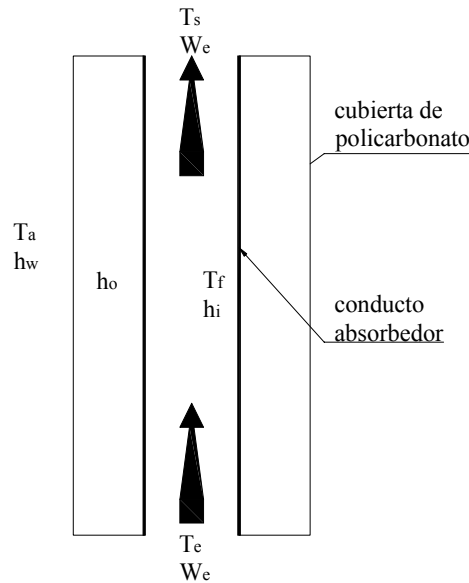 Ts
We
cubierta de
policarbonato
Ta
hw
ho
Tf
hi
conducto
absorbedor
Te
We